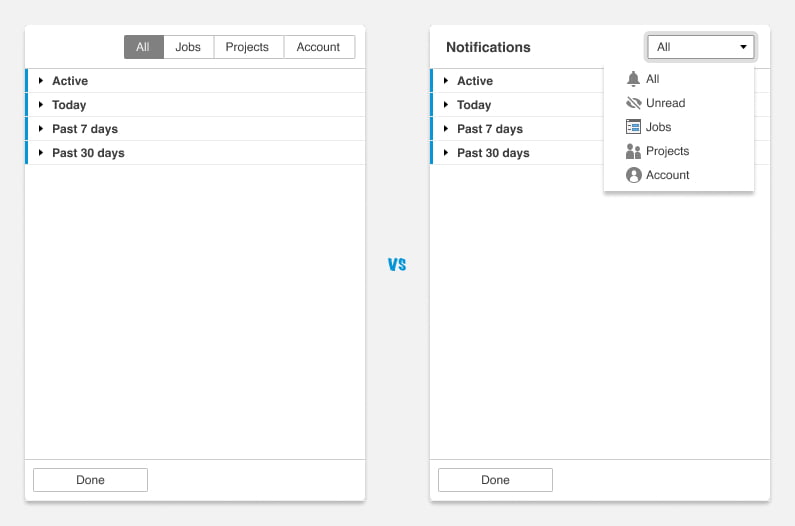 All Jobs Projects Account
Active
Today
Past 7 days
Past 30 days
Done
vs
Notifications All
Active
Today
Past 7 days
Past 30 days
All
Unread
Jobs
Projects
Account
Done